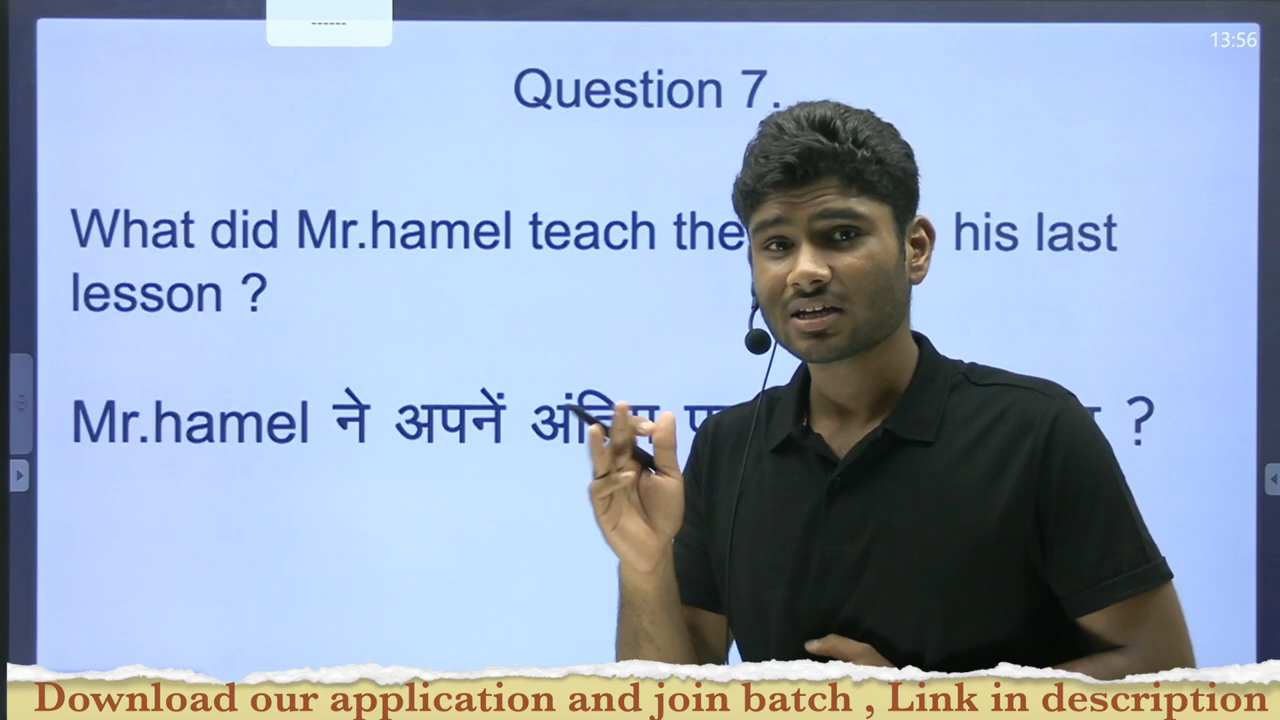 ------
13:56
Question 7.
What did Mr.hamel teach the his last
lesson ?
Mr.hamel ने अपनें ?
Download our application and join batch , Link in description